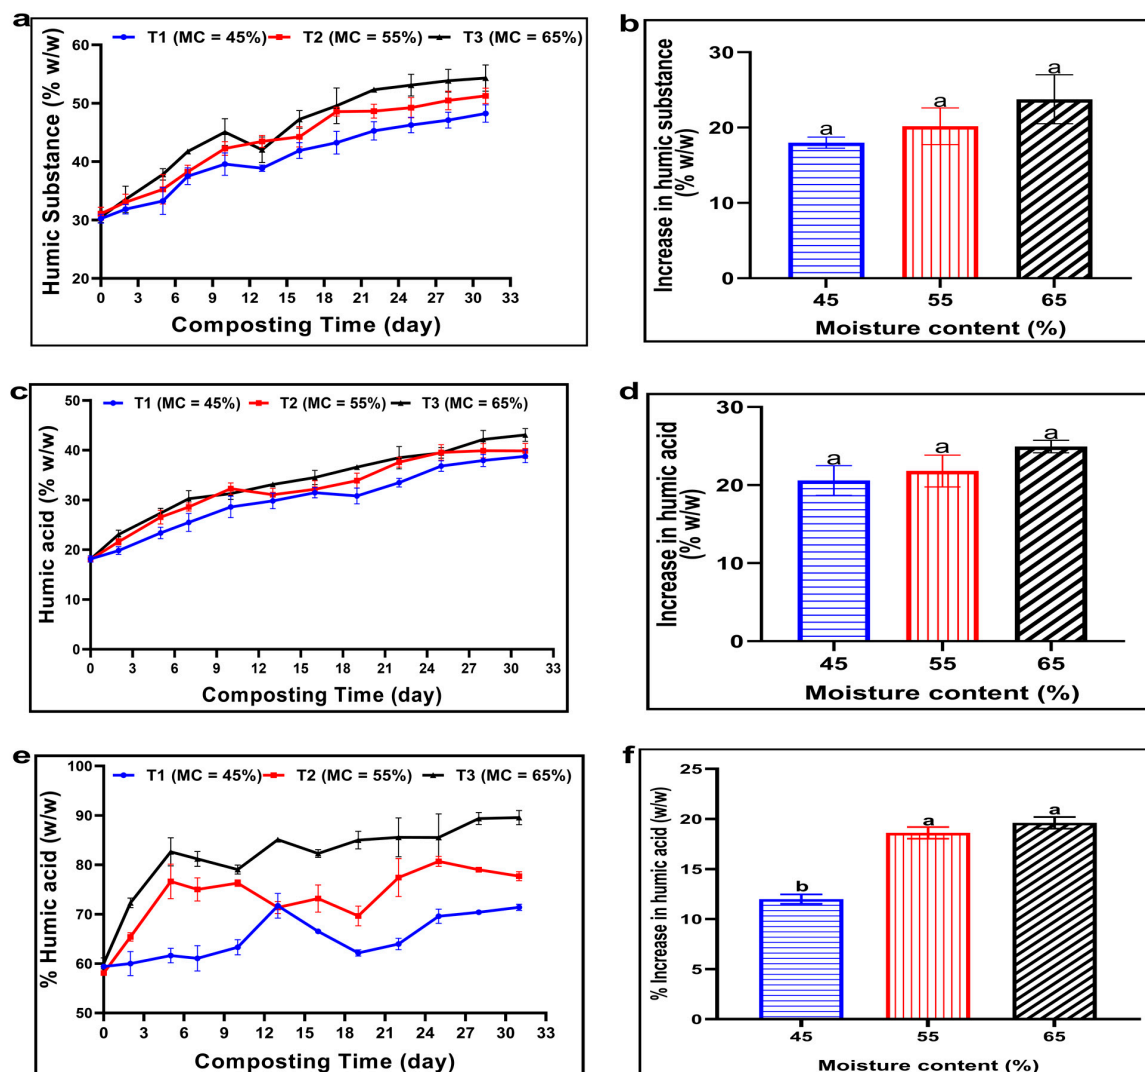 a
T1 (MC = 45%) T2 (MC = 55%) T3 (MC = 65%)
Humic Substance (% w/w)
60
50
40
30
20
0 3 6 7 9 12 13 16 18 21 24 27 30 33
Composting Time (day)
b
Increase in humic substance
(% w/w)
30
20
10
0
a a a
45 55 65
Moisture content (%)
c
T1 (MC = 45%) T2 (MC = 55%) T3 (MC = 65%)
Humic acid (% w/w)
50
40
30
20
10
0
0 3 6 9 12 15 18 21 24 27 30 33
Composting Time (day)
d
Increase in humic acid
(% w/w)
30
20
10
0
a a a
45 55 65
Moisture content (%)
e
T1 (MC = 45%) T2 (MC = 55%) T3 (MC = 65%)
% Humic acid (w/w)
100
90
80
70
60
50
0 3 6 9 12 15 18 21 24 27 30 33
Composting Time (day)
f
% Increase in humic acid (w/w)
25
20
15
10
5
0
b a a
45 55 65
Moisture content (%)